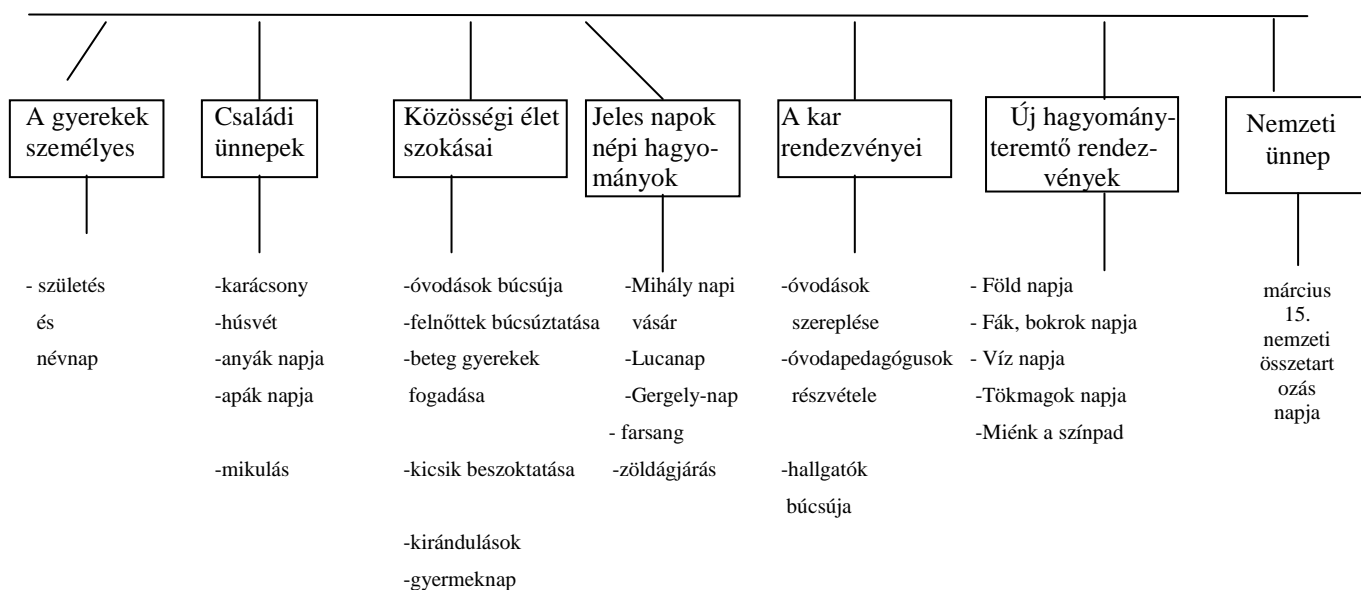 A gyerekek
személyes
Családi
ünnepek
Közösségi élet
szokásai
Jeles napok
népi hagyo-
mányok
A kar
rendezvényei
Új hagyomány-
teremtő rendez-
vények
Nemzeti
ünnep
- születés
és
névnap
-karácsony
-húsvét
-anyák napja
-apák napja
-mikulás
-óvodások búcsúja
-felnőttek búcsúztatása
-beteg gyerekek
fogadása
-kicsik beszoktatása
-kirándulások
-gyermeknap
-Mihály napi
vásár
-Lucanap
-Gergely-nap
- farsang
-zöldágjárás
-óvodások
szereplése
-óvodapedagógusok
részvétele
-hallgatók
búcsúja
- Föld napja
- Fák, bokrok napja
- Víz napja
-Tökmagok napja
-Miénk a színpad
március
15.
nemzeti
összetart
ozás
napja